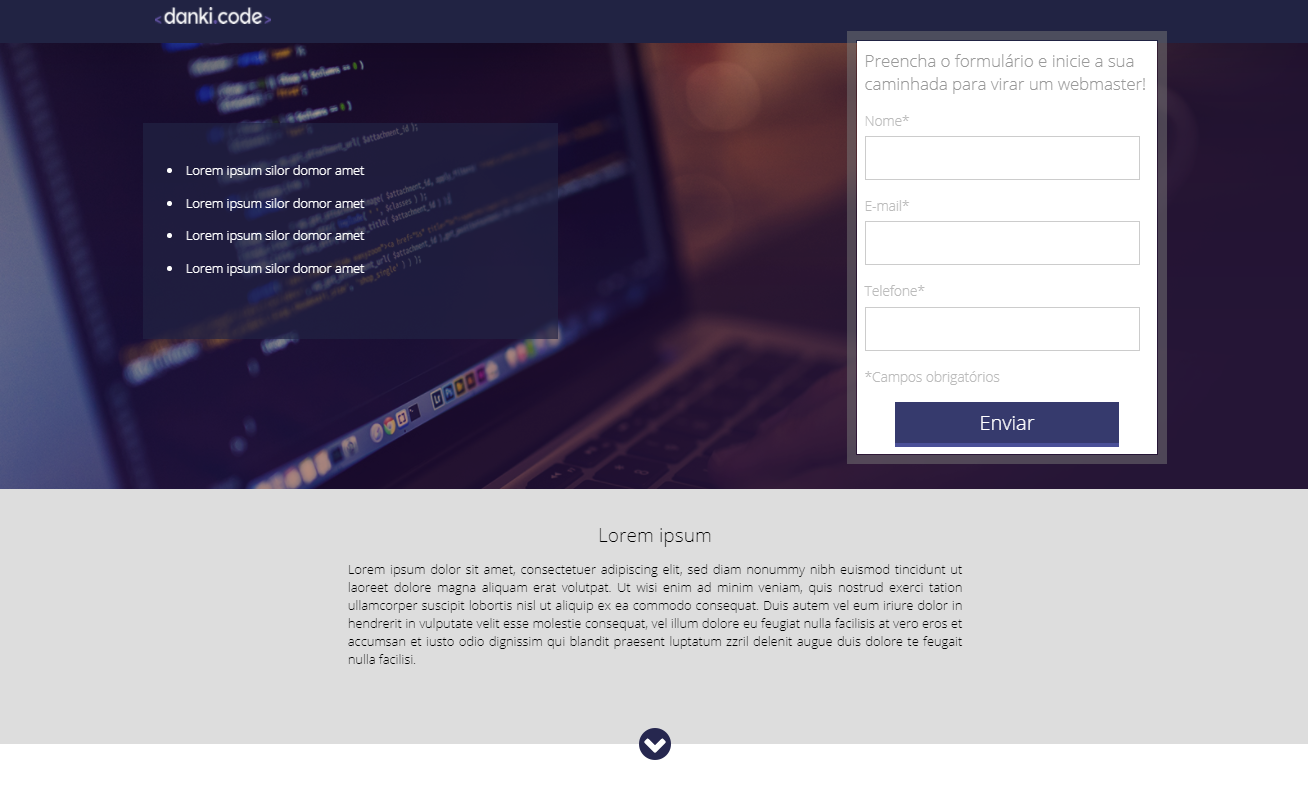 <danki.code>
Preencha o formulário e inicie a sua
caminhada para virar um webmaster!
Nome*
E-mail*
Telefone*
*Campos obrigatórios
Enviar
Lorem ipsum silor domor amet
Lorem ipsum silor domor amet
Lorem ipsum silor domor amet
Lorem ipsum silor domor amet
Lorem ipsum
Lorem ipsum dolor sit amet, consectetuer adipiscing elit, sed diam nonummy nibh euismod tincidunt ut
laoreet dolore magna aliquam erat volutpat. Ut wisi enim ad minim veniam, quis nostrud exerci tation
ullamcorper suscipit lobortis nisl ut aliquip ex ea commodo consequat. Duis autem vel eum iriure dolor in
hendrerit in vulputate velit esse molestie consequat, vel illum dolore eu feugiat nulla facilisis at vero eros et
accumsan et iusto odio dignissim qui blandit praesent luptatum zzril delenit augue duis dolore te feugait
nulla facilisi.